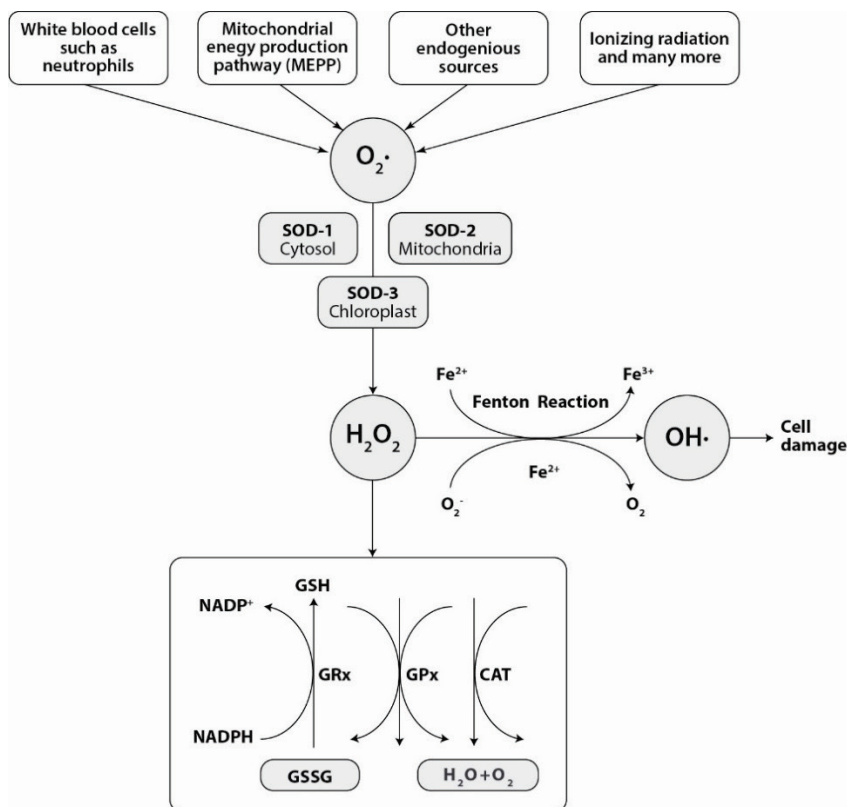 White blood cells
such as
neutrophils
Mitochondrial
enegy production
pathway (MEPP)
Other
endogenious
sources
Ionizing radiation
and many more
O₂•
SOD-1
Cytosol
SOD-2
Mitochondria
SOD-3
Chloroplast
Fe²⁺
Fe³⁺
Fenton Reaction
H₂O₂
OH•
Cell
damage
Fe²⁺
O₂⁻
O₂
GSH
NADP⁺
GRx
GPx
CAT
NADPH
GSSG
H₂O+O₂